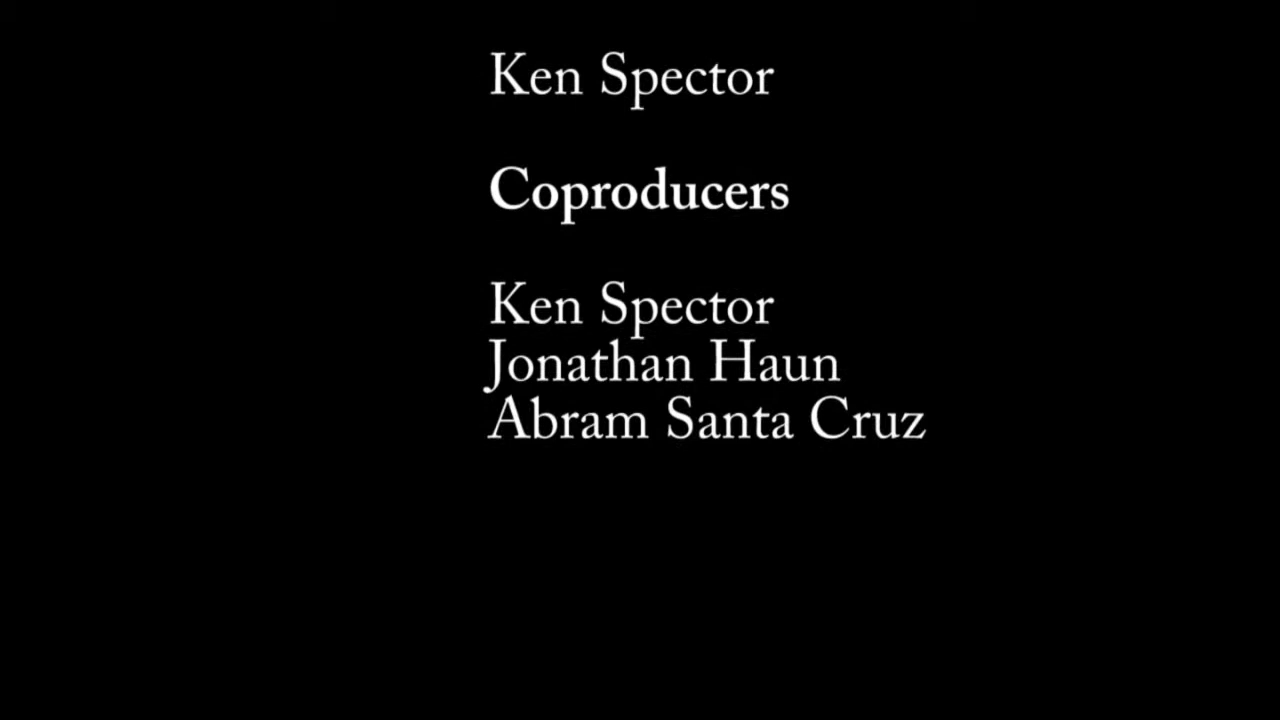 Ken Spector
Coproducers
Ken Spector
Jonathan Haun
Abram Santa Cruz